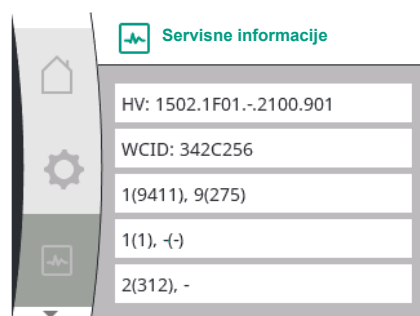 Servisne informacije
HV: 1502.1F01.-.2100.901
WCID: 342C256
1(9411), 9(275)
1(1), -(-)
2(312), -